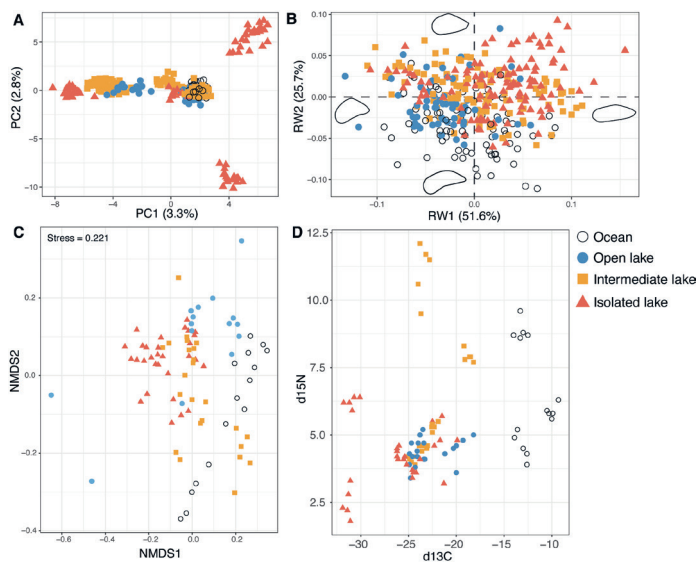 A
PC2 (2.8%)
5
0
−5
−10
−8
−4
0
4
PC1 (3.3%)
B
RW2 (25.7%)
0.10
0.05
0.00
−0.05
−0.10
−0.1
0.0
0.1
RW1 (51.6%)
C
Stress = 0.221
NMDS2
0.2
0.0
−0.2
−0.4
−0.6
−0.4
−0.2
0.0
0.2
NMDS1
D
d15N
12.5
10.0
7.5
5.0
2.5
−30
−25
−20
−15
−10
d13C
Ocean
Open lake
Intermediate lake
Isolated lake